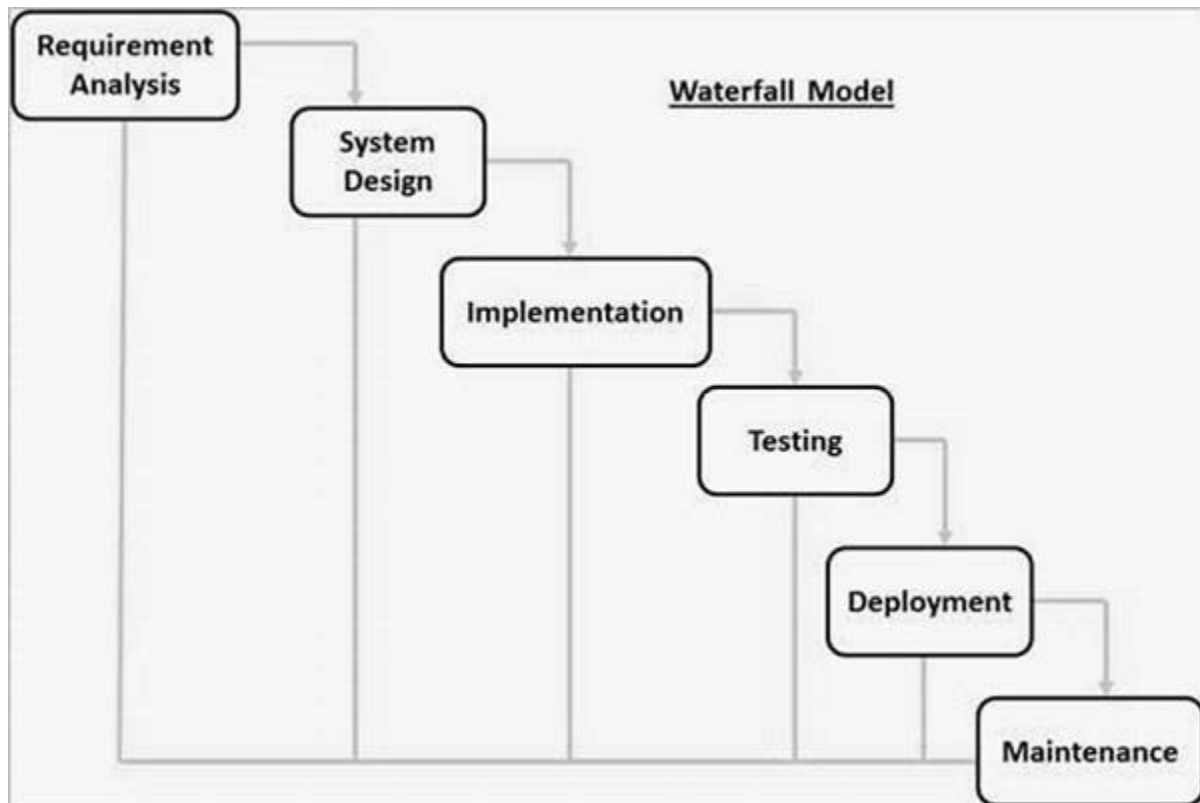 Requirement
Analysis
Waterfall Model
System
Design
Implementation
Testing
Deployment
Maintenance